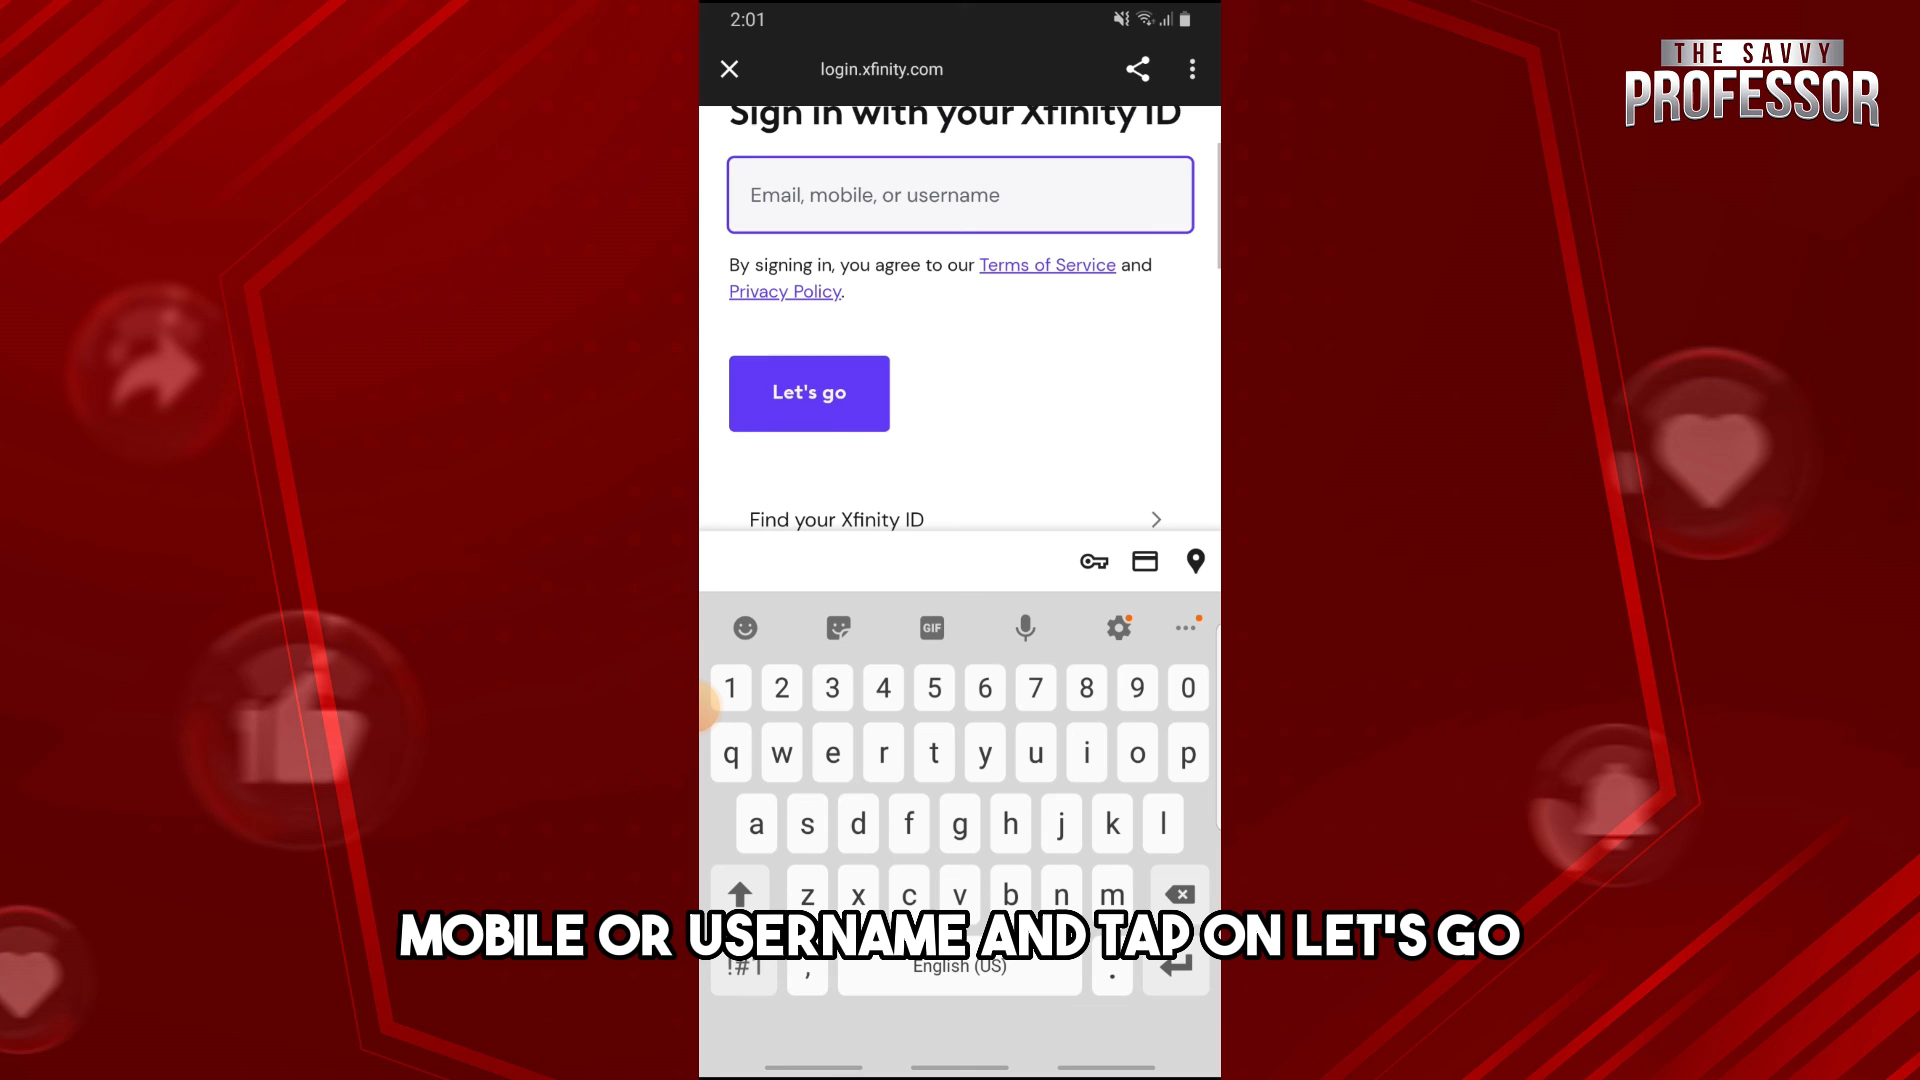 2:01
THE SAVVY
PROFESSOR
login.xfinity.com
Sign in with your Xfinity ID
Email, mobile, or username
By signing in, you agree to our Terms of Service and
Privacy Policy.
Let's go
Find your Xfinity ID
GIF
1 2 3 4 5 6 7 8 9 0
q w e r t y u i o p
a s d f g h j k l
z x c v b n m
MOBILE OR USERNAME AND TAP ON LET'S GO
!#1 , English (US) .